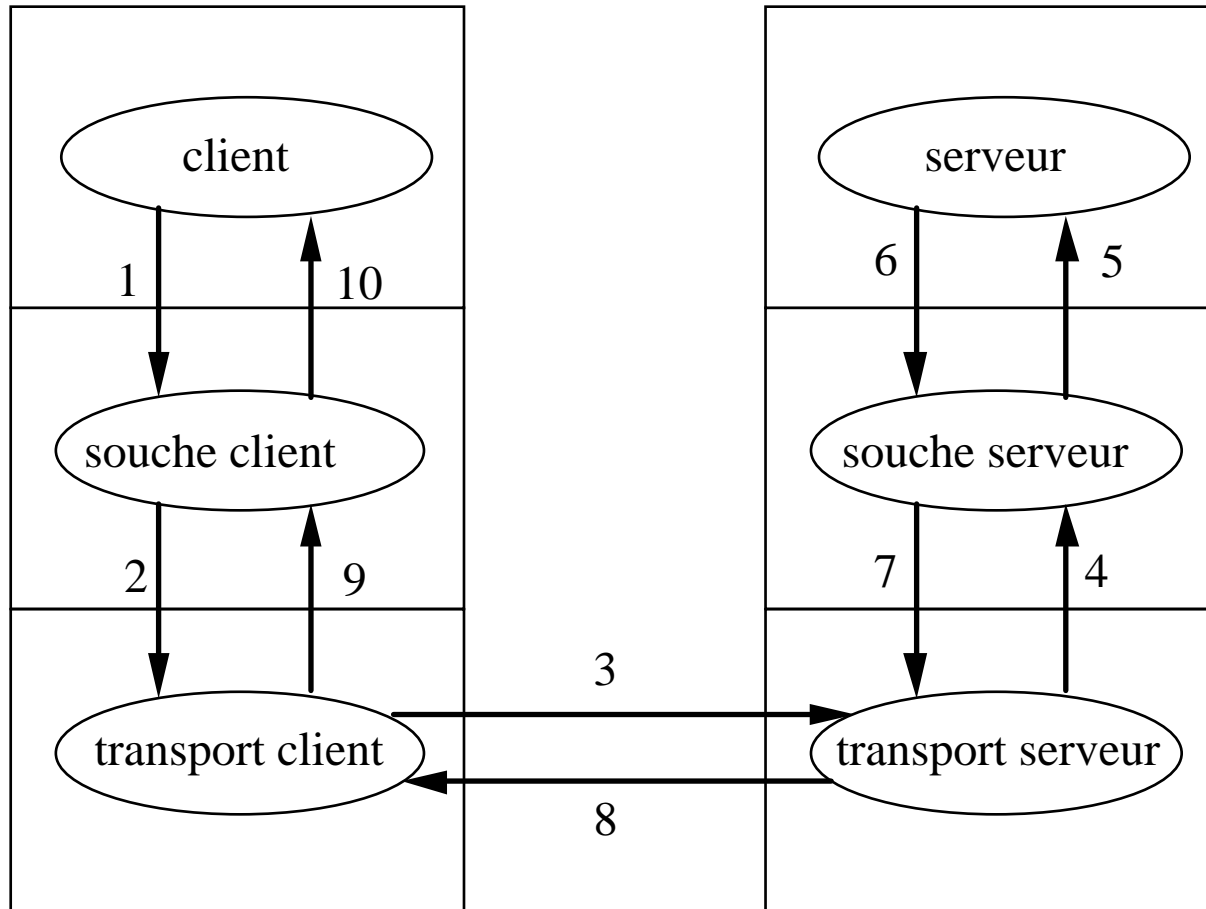 client
serveur
1
10
6
5
souche client
souche serveur
2
9
7
4
3
transport client
transport serveur
8